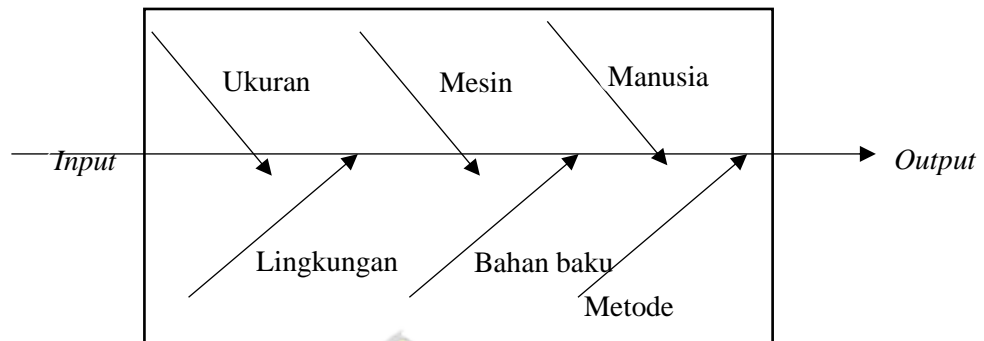 Ukuran
Mesin
Manusia
Input
Output
Lingkungan
Bahan baku
Metode